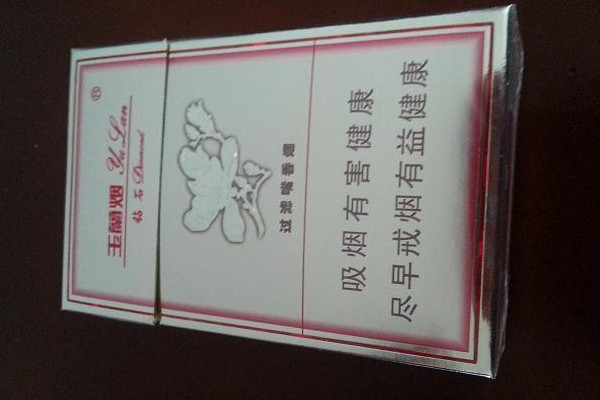 玉蘭烟 Yu Lan
钻石 Diamond
过滤嘴香烟
吸烟有害健康
尽早戒烟有益健康